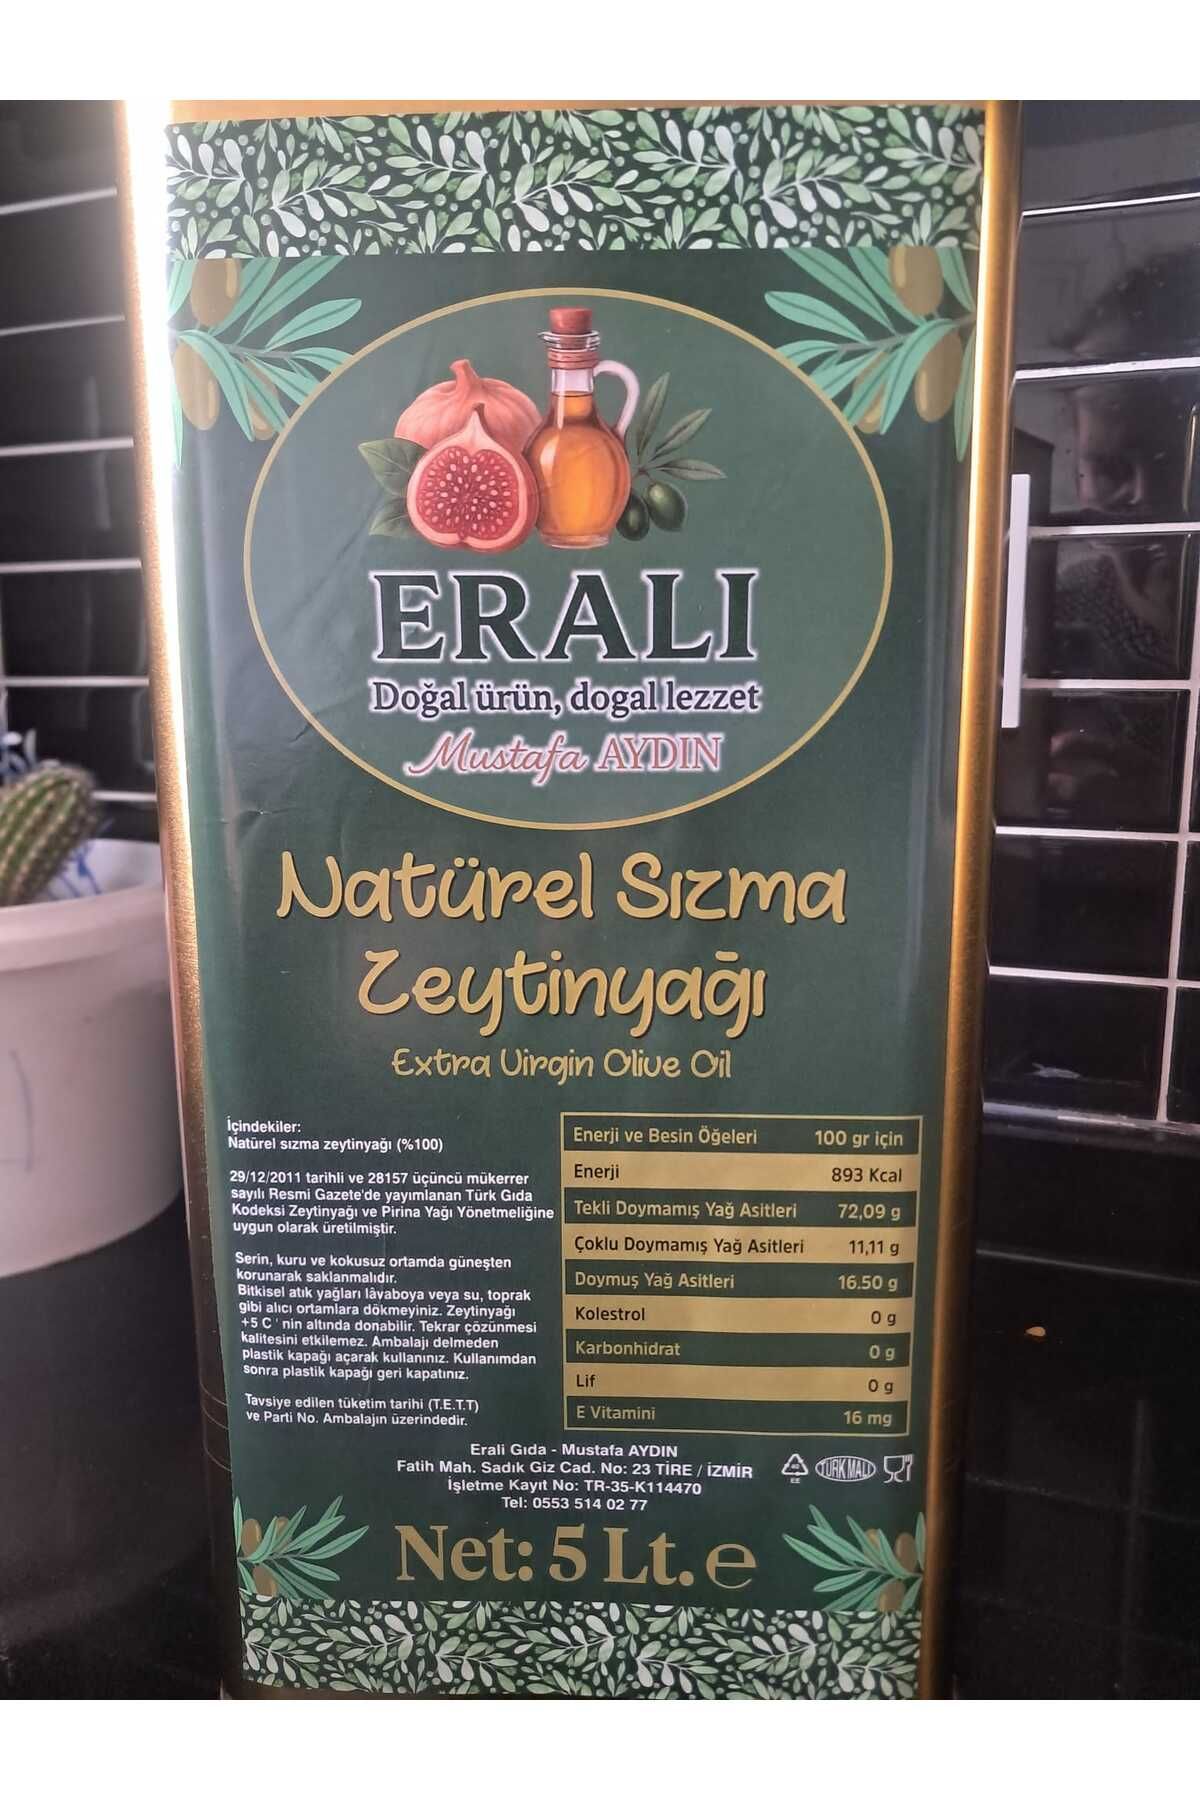 ERALI
Doğal ürün, dogal lezzet
Mustafa AYDIN
Natürel Sızma
Zeytinyağı
Extra Virgin Olive Oil
İçindekiler:
Natürel sızma zeytinyağı (%100)
29/12/2011 tarihli ve 28157 üçüncü mükerrer
sayılı Resmi Gazete'de yayımlanan Türk Gıda
Kodeksi Zeytinyağı ve Pirina Yağı Yönetmeliğine
uygun olarak üretilmiştir.
Serin, kuru ve kokusuz ortamda güneşten
korunarak saklanmalıdır.
Bitkisel atık yağları lâvaboya veya su, toprak
gibi alıcı ortamlara dökmeyiniz. Zeytinyağı
+5 C ' nin altında donabilir. Tekrar çözünmesi
kalitesini etkilemez. Ambalajı delmeden
plastik kapağı açarak kullanınız. Kullanımdan
sonra plastik kapağı geri kapatınız.
Tavsiye edilen tüketim tarihi (T.E.T.T)
ve Parti No. Ambalajın üzerindedir.
Enerji ve Besin Öğeleri 100 gr için
Enerji 893 Kcal
Tekli Doymamış Yağ Asitleri 72,09 g
Çoklu Doymamış Yağ Asitleri 11,11 g
Doymuş Yağ Asitleri 16.50 g
Kolestrol 0 g
Karbonhidrat 0 g
Lif 0 g
E Vitamini 16 mg
Erali Gıda - Mustafa AYDIN
Fatih Mah. Sadık Giz Cad. No: 23 TİRE / İZMİR
İşletme Kayıt No: TR-35-K114470
Tel: 0553 514 02 77
40
EE
TÜRK MALI
Net: 5 Lt. e